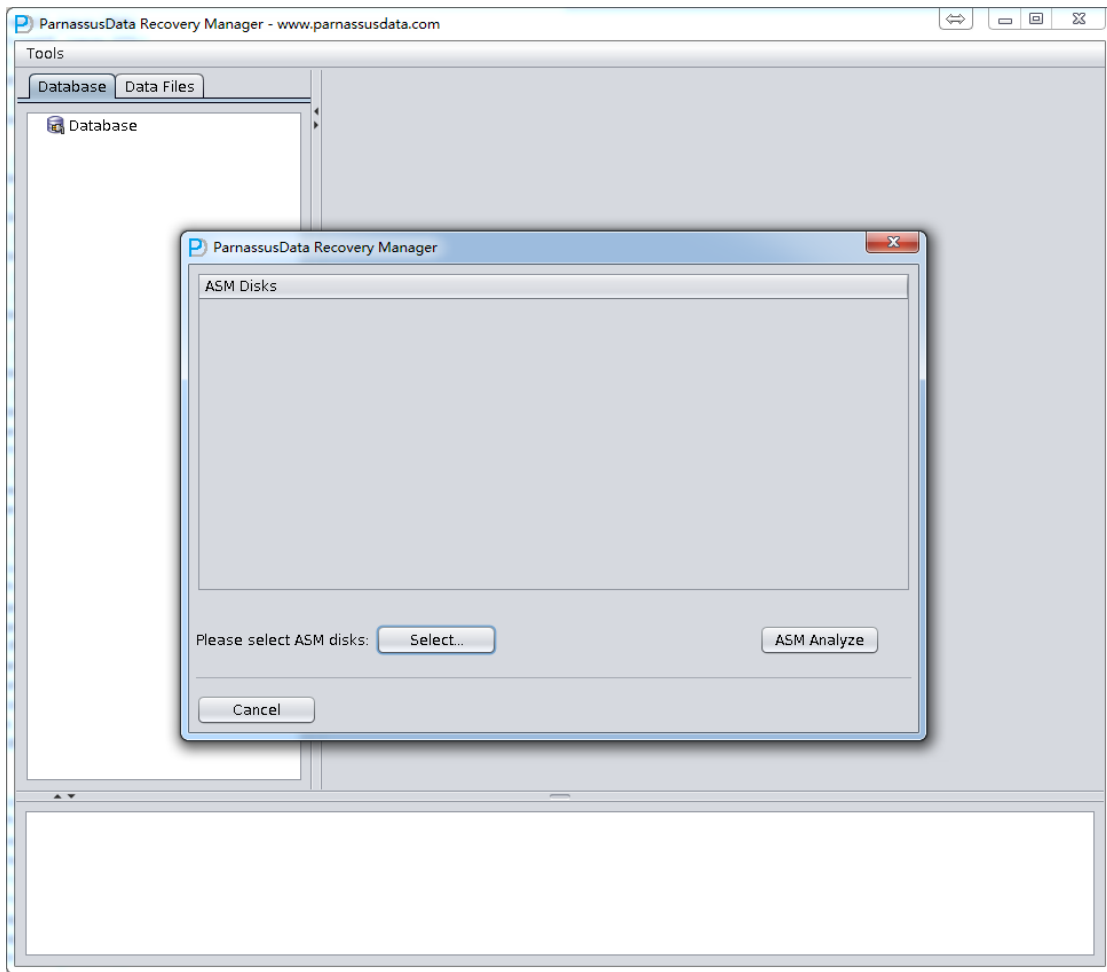 ParnassusData Recovery Manager - www.parnassusdata.com
Tools
Database Data Files
Database
ParnassusData Recovery Manager
ASM Disks
Please select ASM disks: Select... ASM Analyze
Cancel